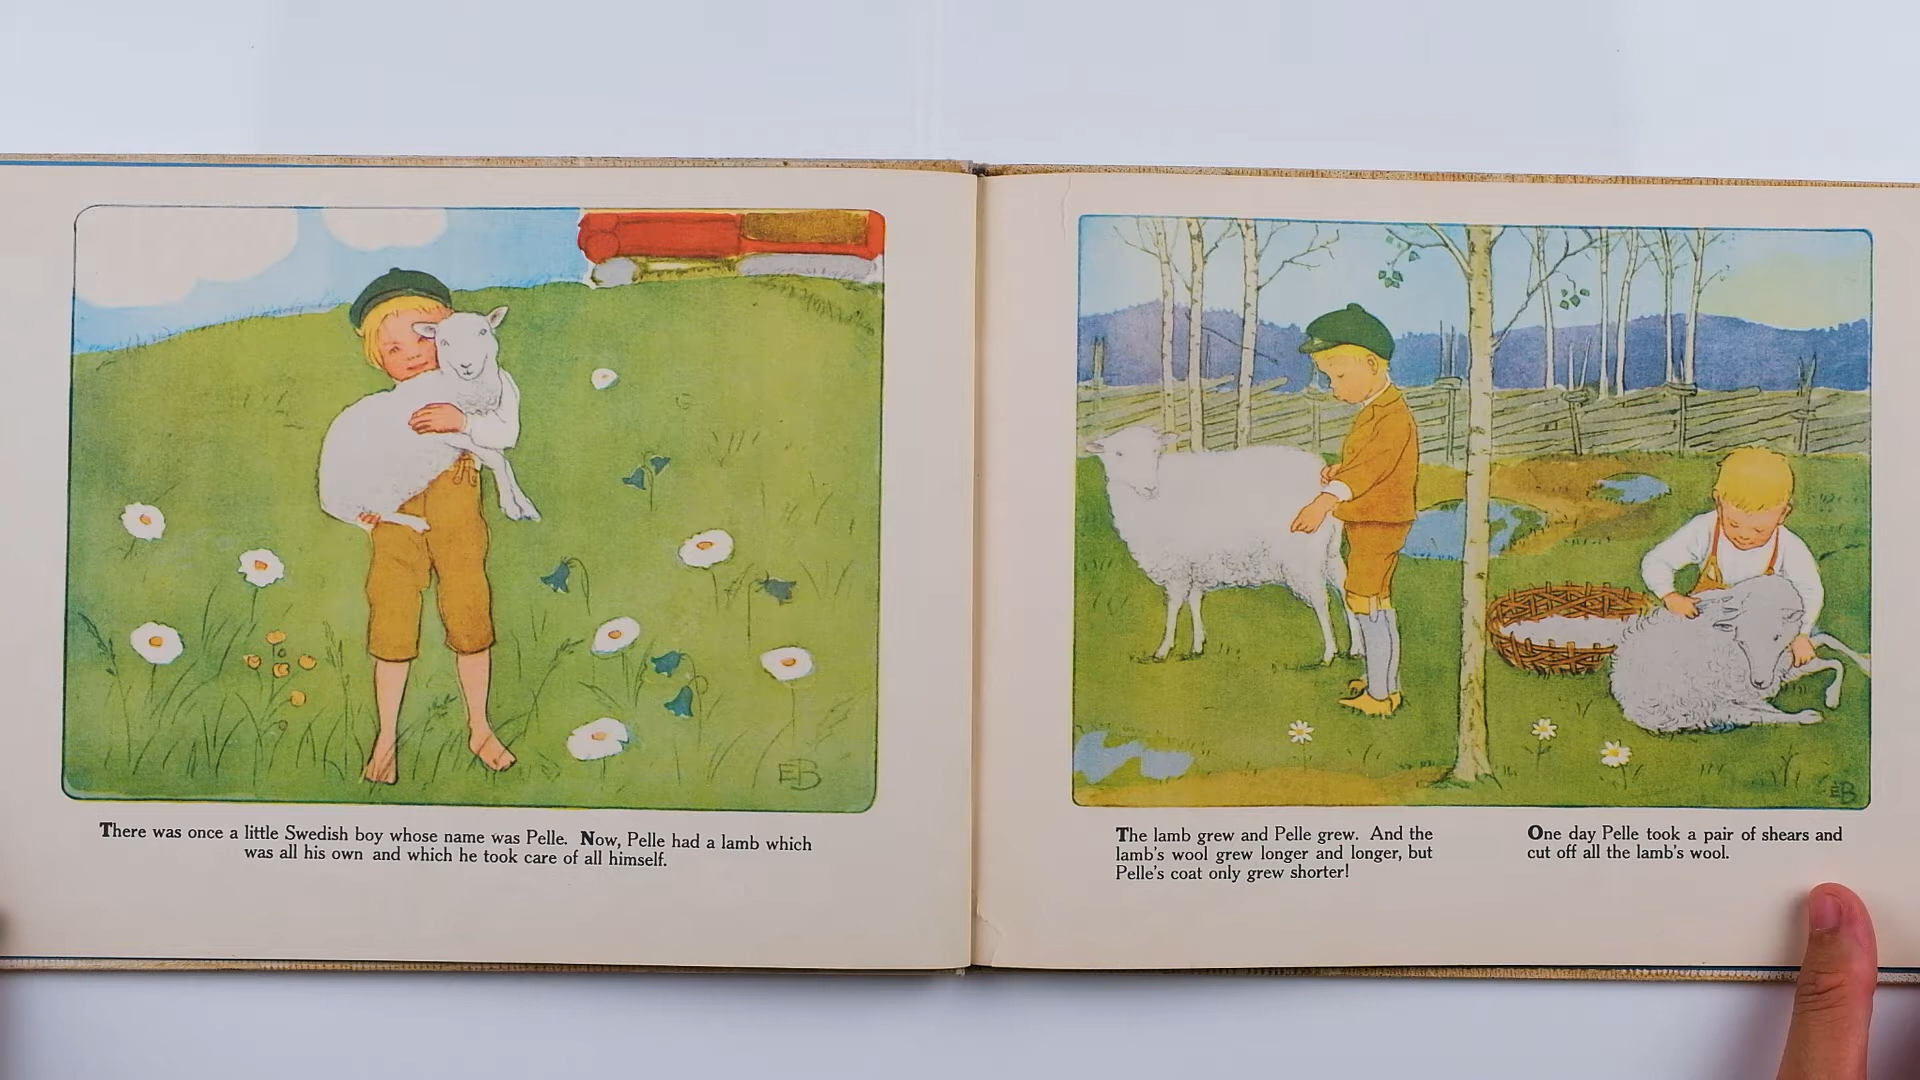 EB
There was once a little Swedish boy whose name was Pelle. Now, Pelle had a lamb which
was all his own and which he took care of all himself.
EB
The lamb grew and Pelle grew. And the
lamb's wool grew longer and longer, but
Pelle's coat only grew shorter!
One day Pelle took a pair of shears and
cut off all the lamb's wool.